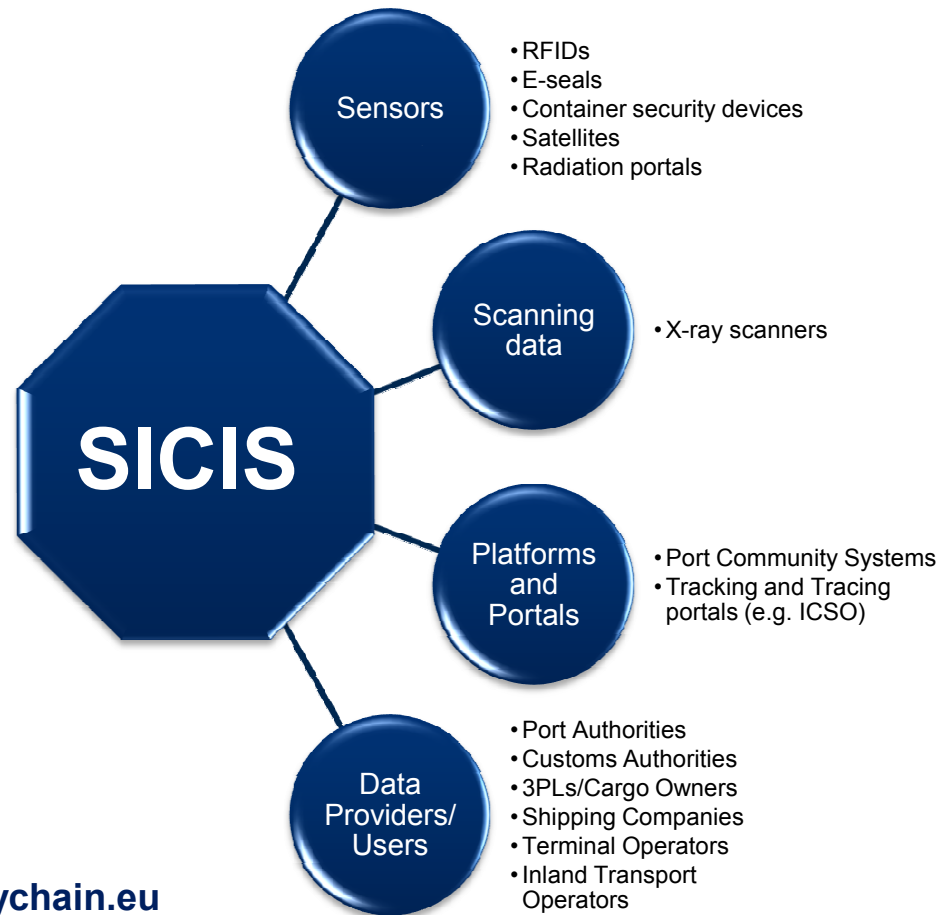 Sensors
• RFIDs
• E-seals
• Container security devices
• Satellites
• Radiation portals
Scanning
data
• X-ray scanners
SICIS
Platforms
and
Portals
• Port Community Systems
• Tracking and Tracing
portals (e.g. ICSO)
Data
Providers/
Users
• Port Authorities
• Customs Authorities
• 3PLs/Cargo Owners
• Shipping Companies
• Terminal Operators
• Inland Transport
Operators
ychain.eu